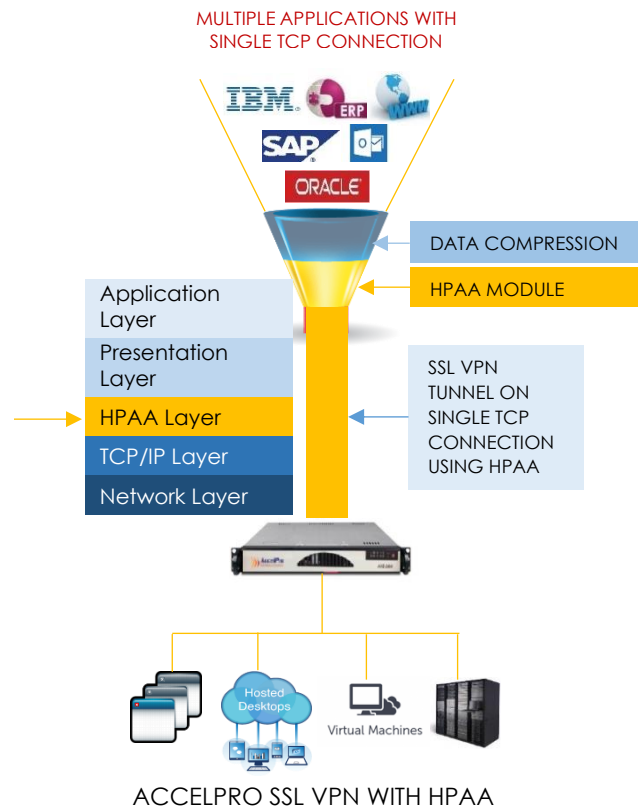 MULTIPLE APPLICATIONS WITH
SINGLE TCP CONNECTION
IBM
ERP
WWW
SAP
ORACLE
DATA COMPRESSION
HPAA MODULE
Application
Layer
Presentation
Layer
HPAA Layer
TCP/IP Layer
Network Layer
SSL VPN
TUNNEL ON
SINGLE TCP
CONNECTION
USING HPAA
AccelPro
Hosted
Desktops
Virtual Machines
ACCELPRO SSL VPN WITH HPAA